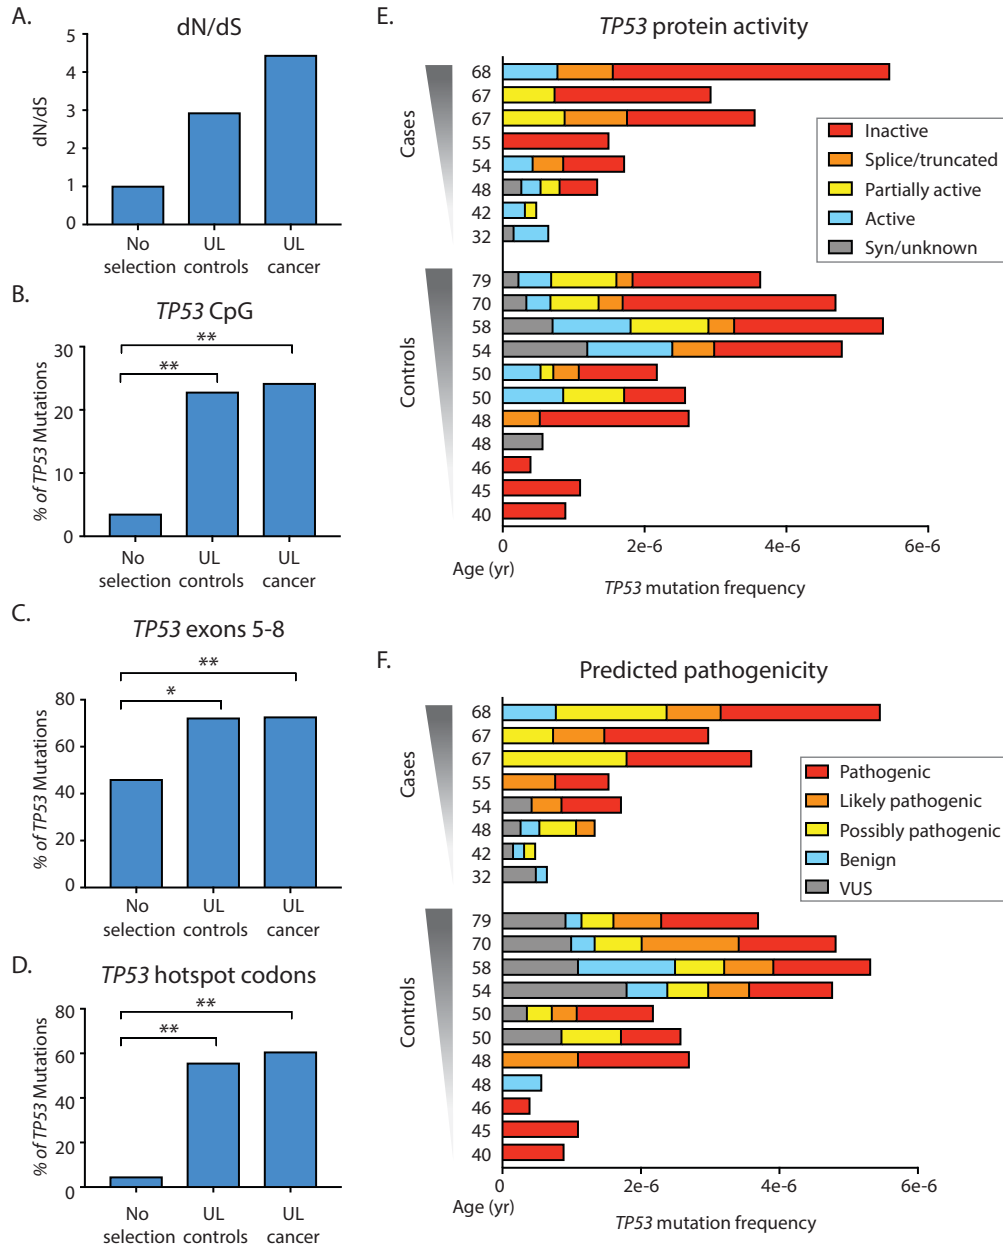 A.
dN/dS
dN/dS
5
4
3
2
1
0
No selection
UL controls
UL cancer
B.
TP53 CpG
% of TP53 Mutations
30
20
10
0
**
**
No selection
UL controls
UL cancer
C.
TP53 exons 5-8
% of TP53 Mutations
80
60
40
20
0
**
*
No selection
UL controls
UL cancer
D.
TP53 hotspot codons
% of TP53 Mutations
80
60
40
20
0
**
**
No selection
UL controls
UL cancer
E.
TP53 protein activity
Cases
68
67
67
55
54
48
42
32
Controls
79
70
58
54
50
50
48
48
46
45
40
Inactive
Splice/truncated
Partially active
Active
Syn/unknown
0
2e-6
4e-6
6e-6
Age (yr)
TP53 mutation frequency
F.
Predicted pathogenicity
Cases
68
67
67
55
54
48
42
32
Controls
79
70
58
54
50
50
48
48
46
45
40
Pathogenic
Likely pathogenic
Possibly pathogenic
Benign
VUS
0
2e-6
4e-6
6e-6
Age (yr)
TP53 mutation frequency